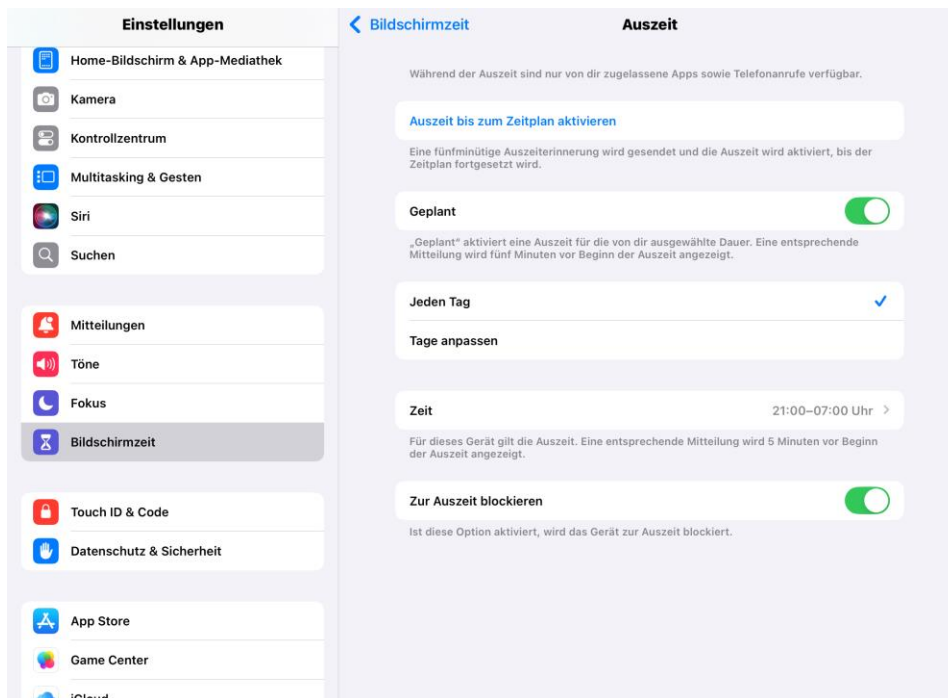 Einstellungen
Home-Bildschirm & App-Mediathek
Kamera
Kontrollzentrum
Multitasking & Gesten
Siri
Suchen
Mitteilungen
Töne
Fokus
Bildschirmzeit
Touch ID & Code
Datenschutz & Sicherheit
App Store
Game Center
iCloud
Bildschirmzeit
Auszeit
Während der Auszeit sind nur von dir zugelassene Apps sowie Telefonanrufe verfügbar.
Auszeit bis zum Zeitplan aktivieren
Eine fünfminütige Auszeiterinnerung wird gesendet und die Auszeit wird aktiviert, bis der
Zeitplan fortgesetzt wird.
Geplant
„Geplant“ aktiviert eine Auszeit für die von dir ausgewählte Dauer. Eine entsprechende
Mitteilung wird fünf Minuten vor Beginn der Auszeit angezeigt.
Jeden Tag
Tage anpassen
Zeit 21:00–07:00 Uhr
Für dieses Gerät gilt die Auszeit. Eine entsprechende Mitteilung wird 5 Minuten vor Beginn
der Auszeit angezeigt.
Zur Auszeit blockieren
Ist diese Option aktiviert, wird das Gerät zur Auszeit blockiert.